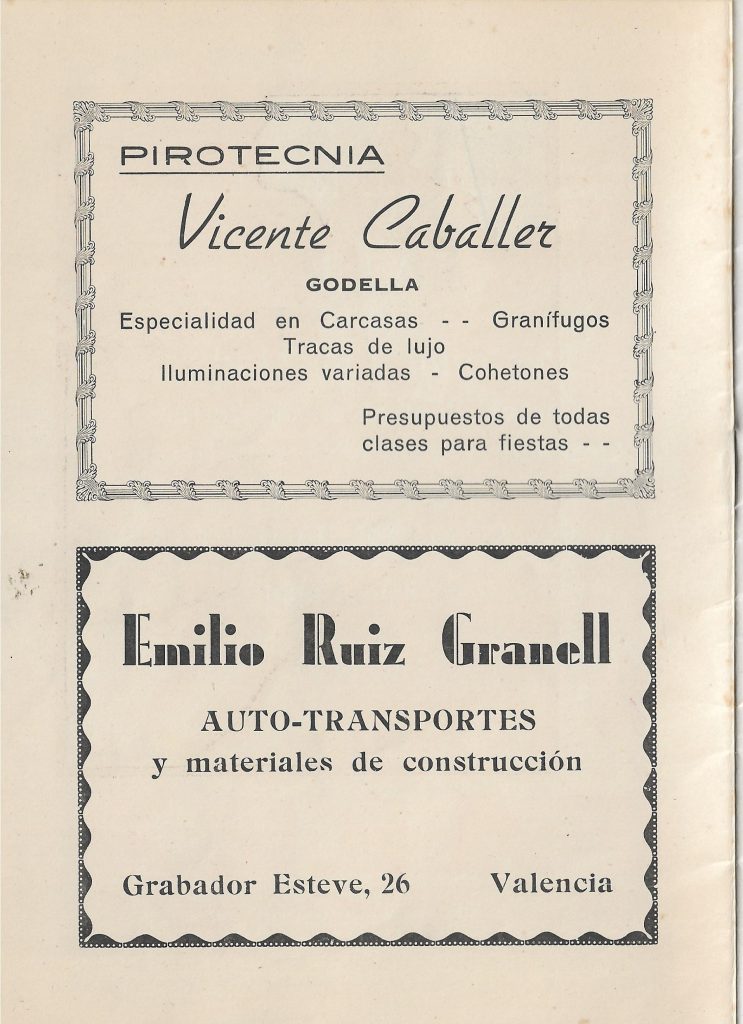 PIROTECNIA
Vicente Caballer
GODELLA
Especialidad en Carcasas - - Granífugos
Tracas de lujo
Iluminaciones variadas - Cohetones
Presupuestos de todas
clases para fiestas - -
Emilio Ruiz Granell
AUTO-TRANSPORTES
y materiales de construcción
Grabador Esteve, 26 Valencia